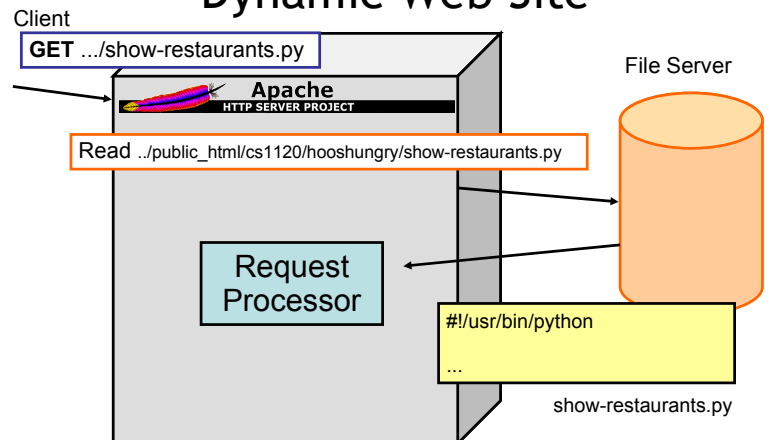 Dynamic Web Site
Client
GET .../show-restaurants.py
File Server
Apache
HTTP SERVER PROJECT
Read ../public_html/cs1120/hooshungry/show-restaurants.py
Request
Processor
#!/usr/bin/python
...
show-restaurants.py